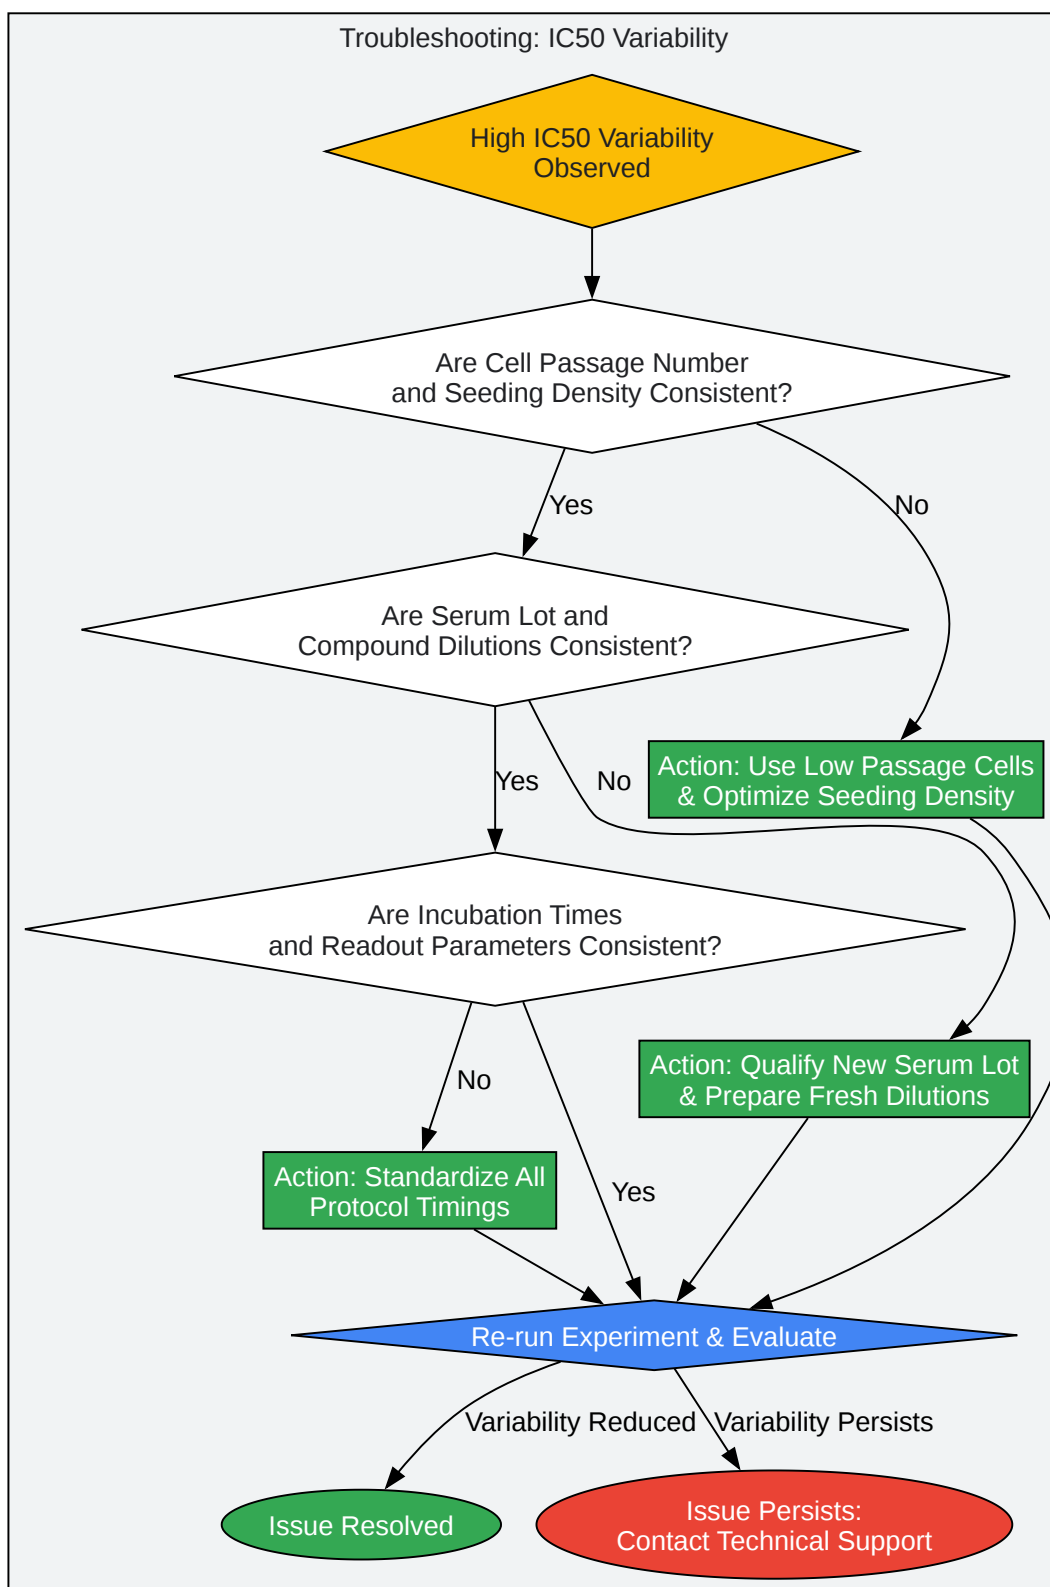 Troubleshooting: IC50 Variability
High IC50 Variability
Observed
Are Cell Passage Number
and Seeding Density Consistent?
Yes
No
Are Serum Lot and
Compound Dilutions Consistent?
Yes
No
Action: Use Low Passage Cells
& Optimize Seeding Density
Are Incubation Times
and Readout Parameters Consistent?
No
Action: Qualify New Serum Lot
& Prepare Fresh Dilutions
Action: Standardize All
Protocol Timings
Yes
Re-run Experiment & Evaluate
Variability Reduced
Variability Persists
Issue Resolved
Issue Persists:
Contact Technical Support